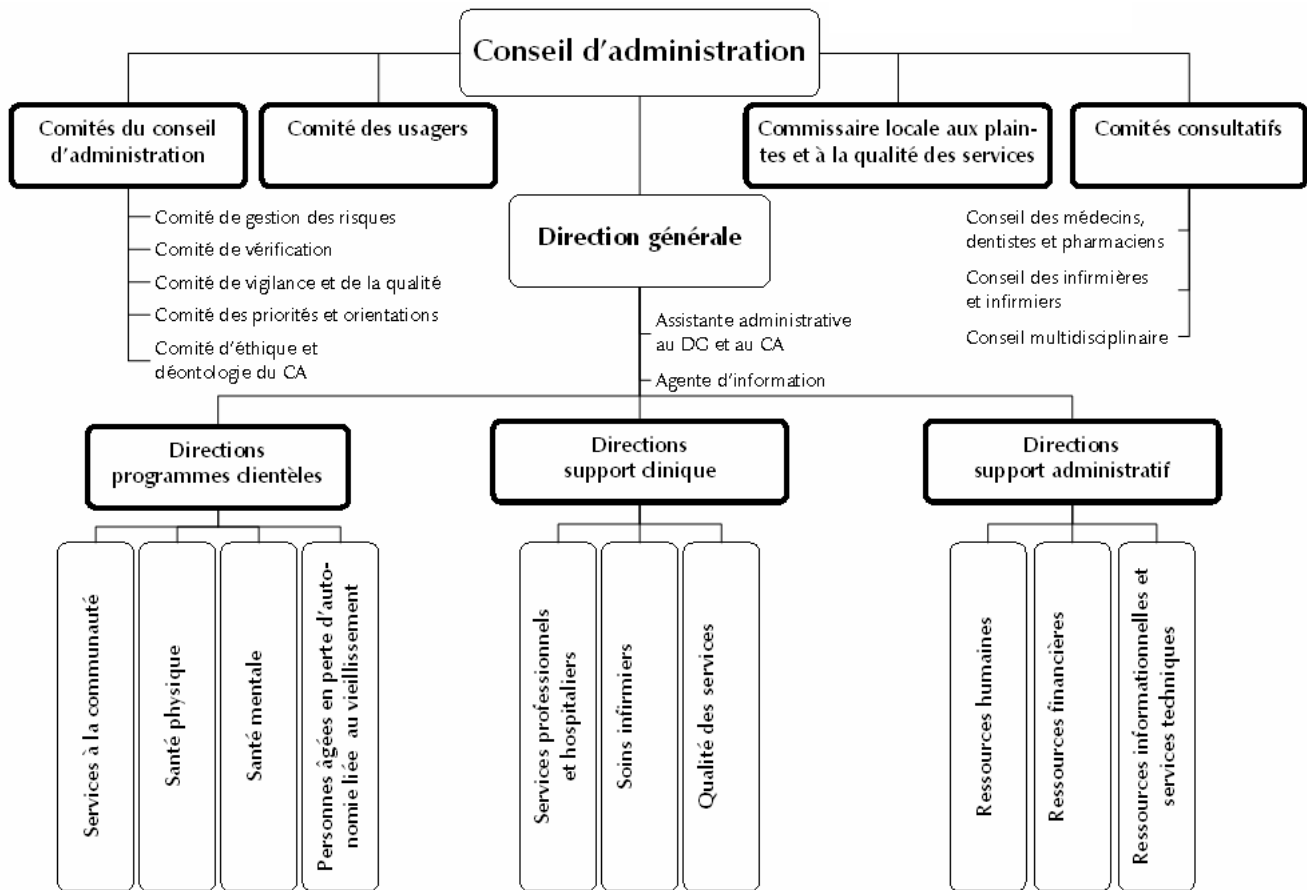 Conseil d'administration
Comités du conseil
d'administration
Comité des usagers
Commissaire locale aux plain-
tes et à la qualité des services
Comités consultatifs
Comité de gestion des risques
Comité de vérification
Comité de vigilance et de la qualité
Comité des priorités et orientations
Comité d'éthique et
déontologie du CA
Direction générale
Conseil des médecins,
dentistes et pharmaciens
Conseil des infirmières
et infirmiers
Conseil multidisciplinaire
Assistante administrative
au DG et au CA
Agente d'information
Directions
programmes clientèles
Directions
support clinique
Directions
support administratif
Services à la communauté
Santé physique
Santé mentale
Personnes âgées en perte d'auto-
nomie liée au vieillissement
Services professionnels
et hospitaliers
Soins infirmiers
Qualité des services
Ressources humaines
Ressources financières
Ressources informationnelles et
services techniques